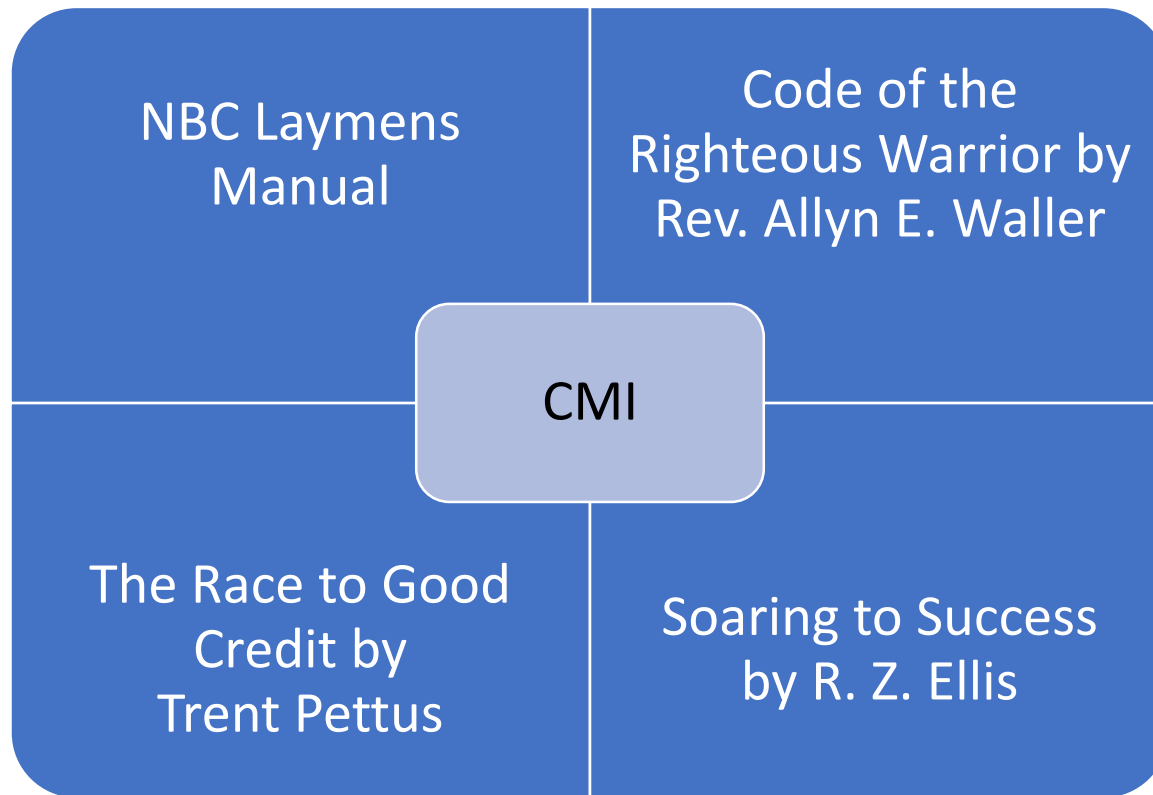 NBC Laymens
Manual
Code of the
Righteous Warrior by
Rev. Allyn E. Waller
CMI
The Race to Good
Credit by
Trent Pettus
Soaring to Success
by R. Z. Ellis